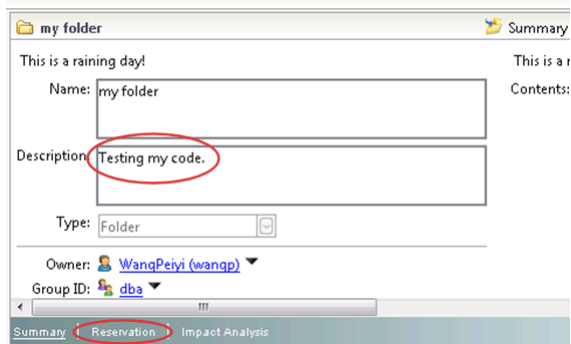 my folder
Summary
This is a raining day!
This is a r
Name: my folder
Contents:
Description: Testing my code.
Type: Folder
Owner: WangPeiyi (wangp)
Group ID: dba
Summary Reservation Impact Analysis